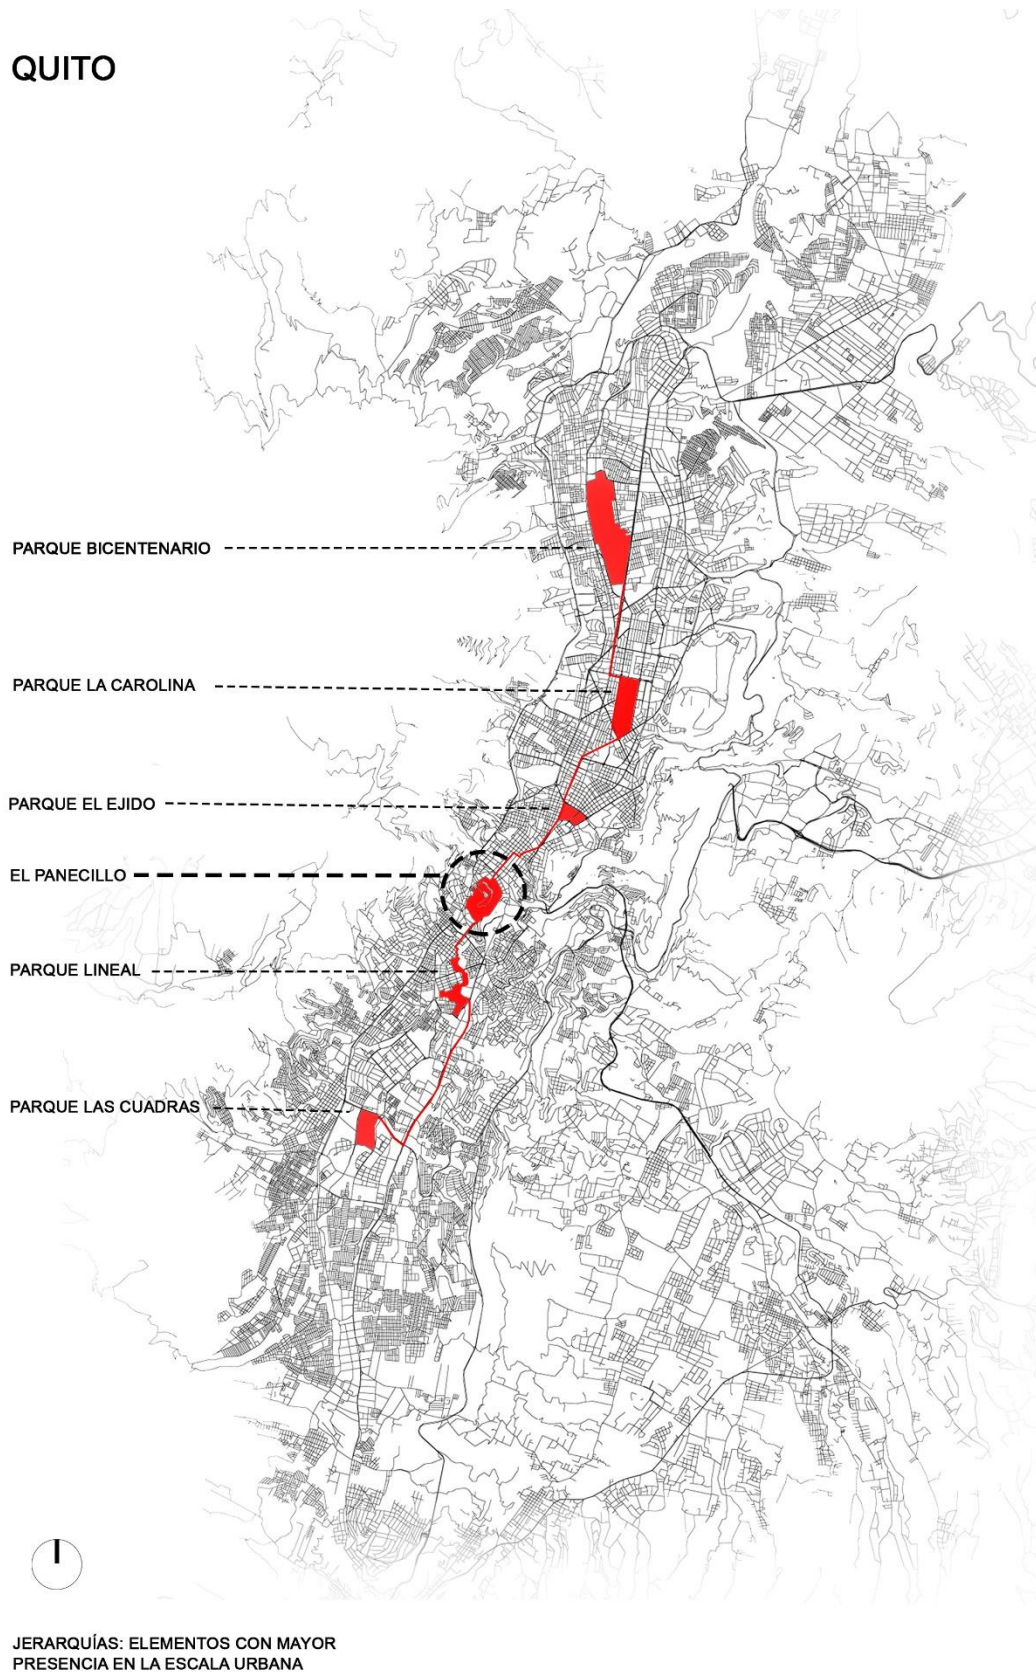 QUITO
PARQUE BICENTENARIO
PARQUE LA CAROLINA
PARQUE EL EJIDO
EL PANECILLO
PARQUE LINEAL
PARQUE LAS CUADRAS
JERARQUÍAS: ELEMENTOS CON MAYOR
PRESENCIA EN LA ESCALA URBANA